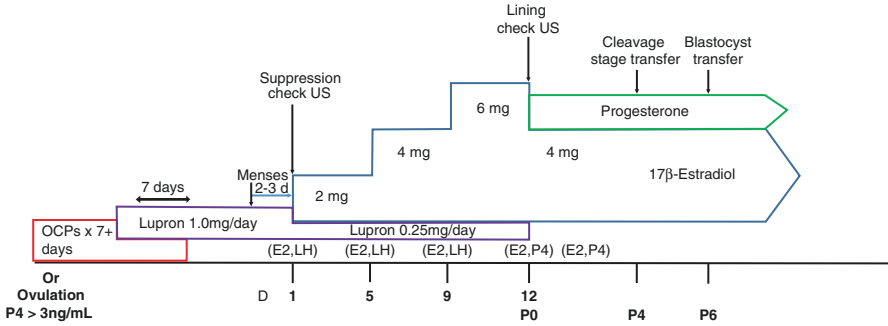 Lining
check US
Cleavage
stage transfer
Blastocyst
transfer
Suppression
check US
6 mg
Progesterone
4 mg
4 mg
17β-Estradiol
Menses
7 days
2-3 d
2 mg
Lupron 1.0mg/day
Lupron 0.25mg/day
OCPs x 7+
days
(E2,LH) (E2,LH) (E2,LH) (E2,P4) (E2,P4)
Or
Ovulation
P4 > 3ng/mL
D 1 5 9 12
P0 P4 P6